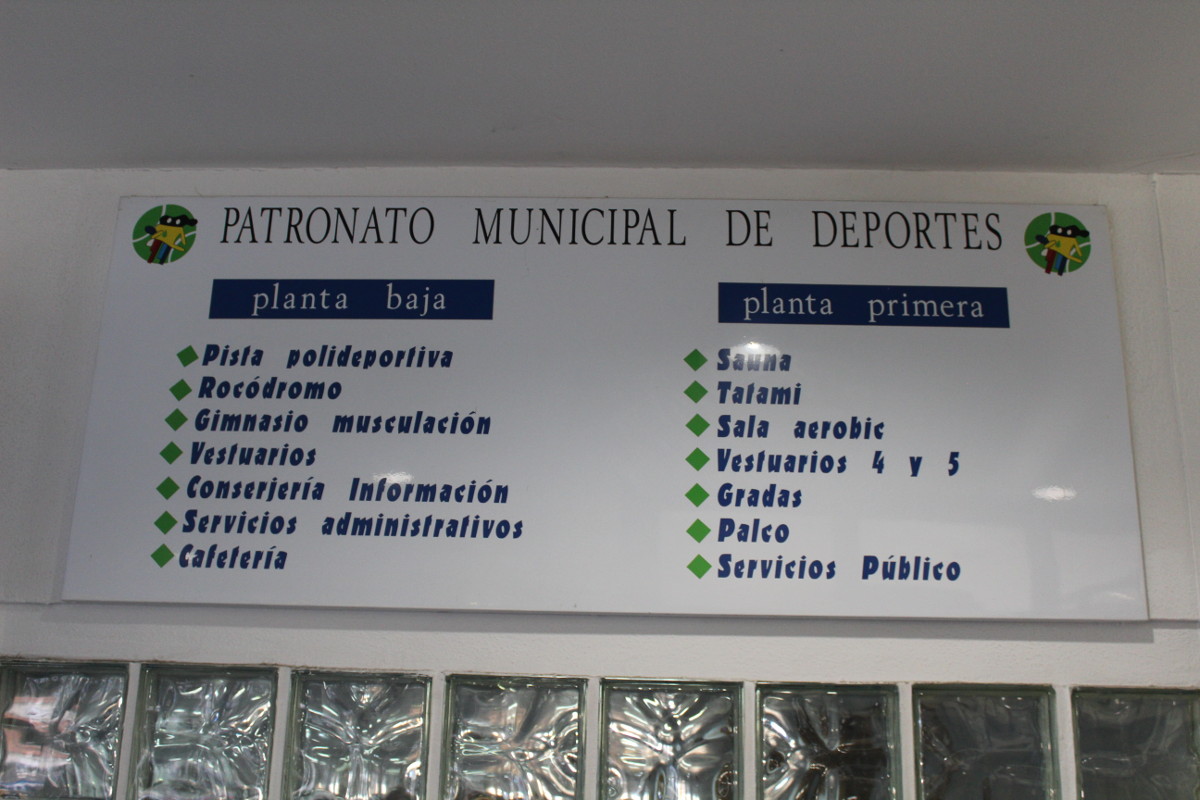 PATRONATO MUNICIPAL DE DEPORTES
planta baja
Pista polideportiva
Rocódromo
Gimnasio musculación
Vestuarios
Conserjería Información
Servicios administrativos
Cafetería
planta primera
Sauna
Tatami
Sala aerobic
Vestuarios 4 y 5
Gradas
Palco
Servicios Público